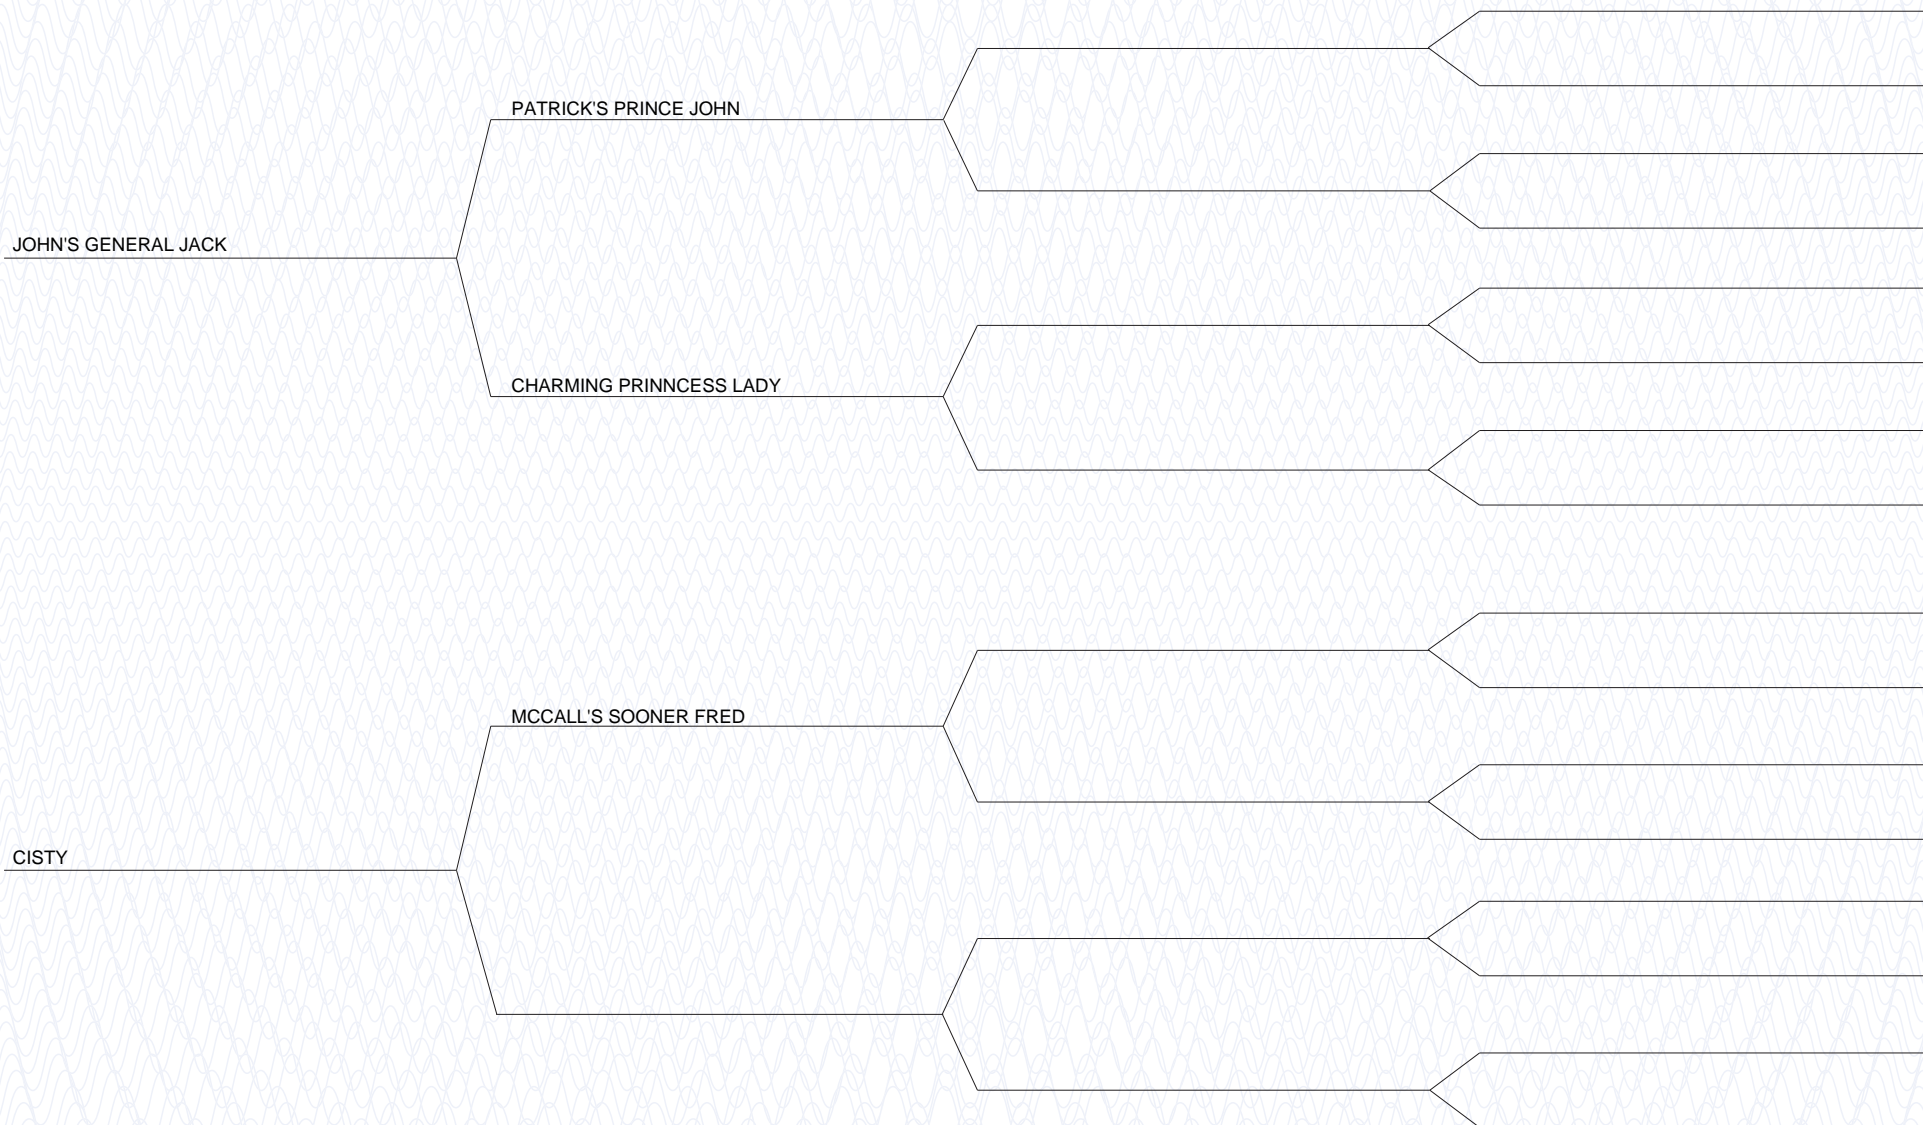 PATRICK'S PRINCE JOHN
JOHN'S GENERAL JACK
CHARMING PRINNCESS LADY
MCCALL'S SOONER FRED
CISTY